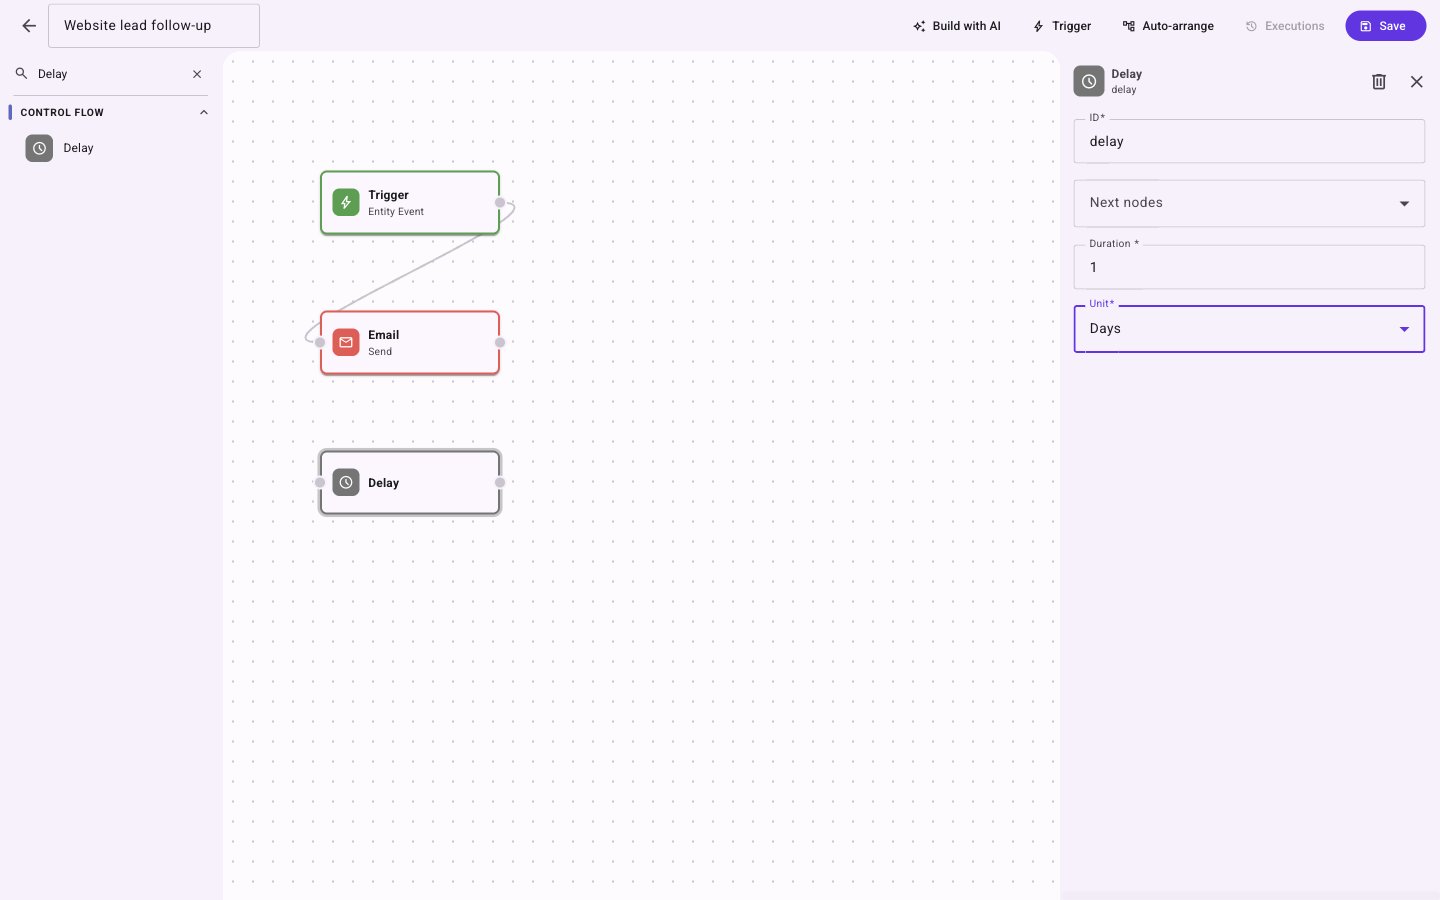 Website lead follow-up
Build with AI
Trigger
Auto-arrange
Executions
Save
Delay
CONTROL FLOW
Delay
Trigger
Entity Event
Email
Send
Delay
Delay
delay
ID*
delay
Next nodes
Duration *
1
Unit*
Days